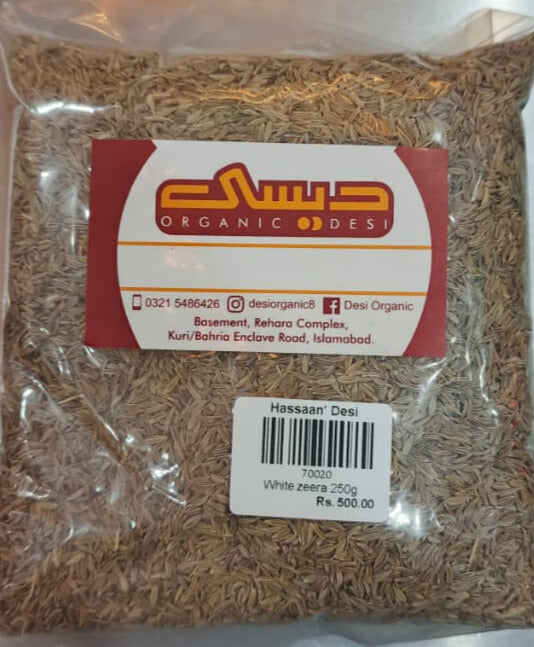 دیسی
ORGANIC DESI
0321 5486426 desiorganic8 Desi Organic
Basement, Rehara Complex,
Kuri/Bahria Enclave Road, Islamabad.
Hassaan' Desi
70020
White zeera 250g
Rs. 500.00